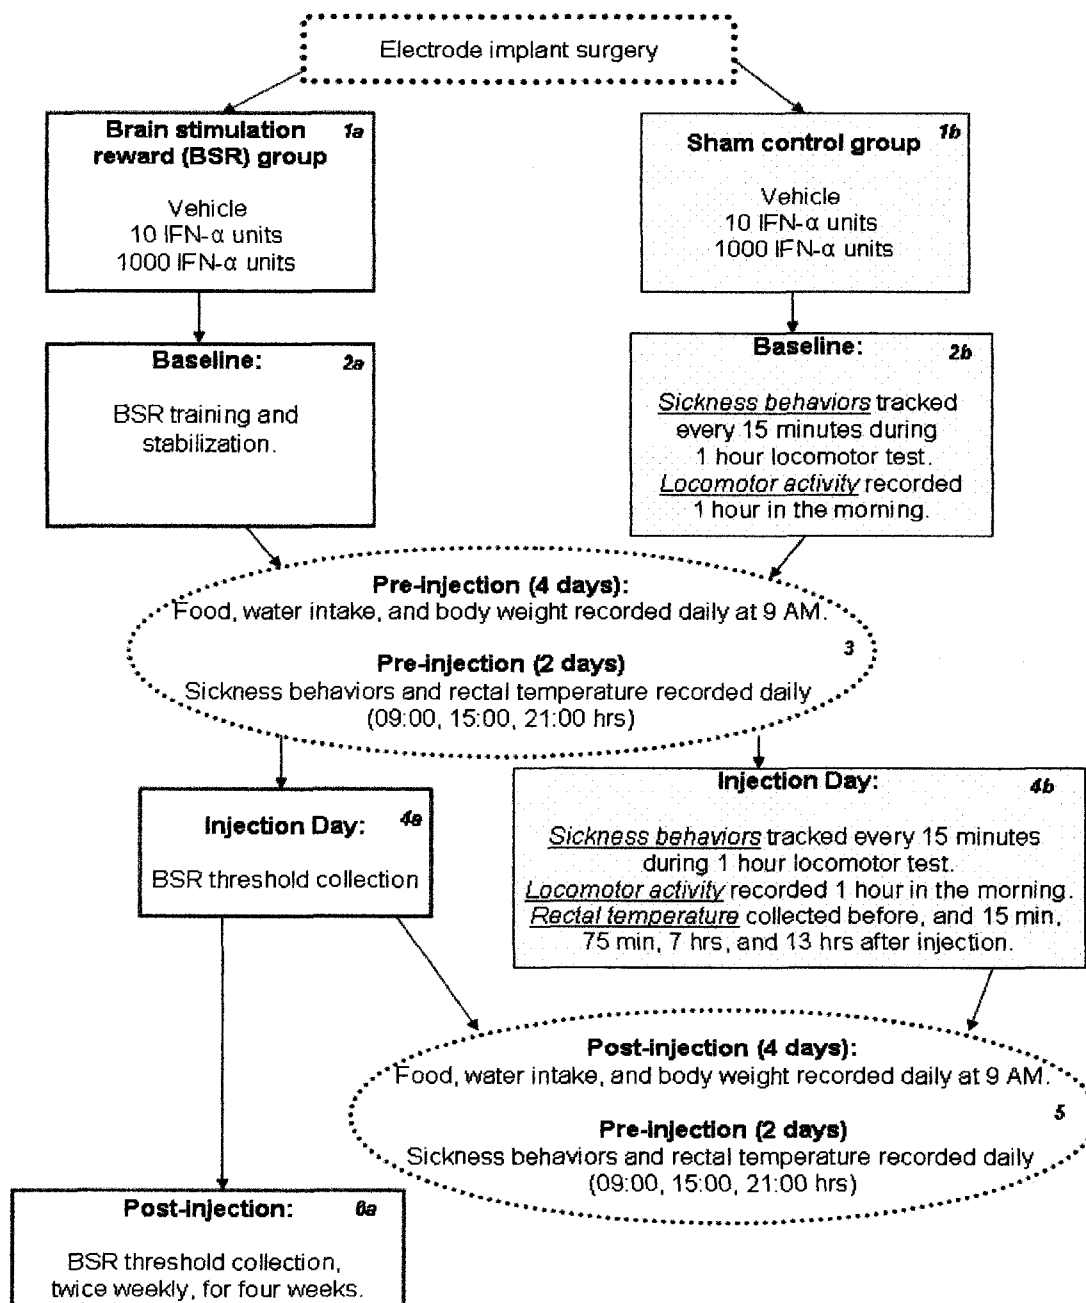 Electrode implant surgery
Brain stimulation 1a
reward (BSR) group
Vehicle
10 IFN-α units
1000 IFN-α units
Sham control group 1b
Vehicle
10 IFN-α units
1000 IFN-α units
Baseline: 2a
BSR training and
stabilization.
Baseline: 2b
Sickness behaviors tracked
every 15 minutes during
1 hour locomotor test.
Locomotor activity recorded
1 hour in the morning.
Pre-injection (4 days):
Food, water intake, and body weight recorded daily at 9 AM.
3
Pre-injection (2 days)
Sickness behaviors and rectal temperature recorded daily
(09:00, 15:00, 21:00 hrs)
Injection Day: 4a
BSR threshold collection
Injection Day: 4b
Sickness behaviors tracked every 15 minutes
during 1 hour locomotor test.
Locomotor activity recorded 1 hour in the morning.
Rectal temperature collected before, and 15 min,
75 min, 7 hrs, and 13 hrs after injection.
Post-injection (4 days):
Food, water intake, and body weight recorded daily at 9 AM.
5
Pre-injection (2 days)
Sickness behaviors and rectal temperature recorded daily
(09:00, 15:00, 21:00 hrs)
Post-injection: 6a
BSR threshold collection,
twice weekly, for four weeks.